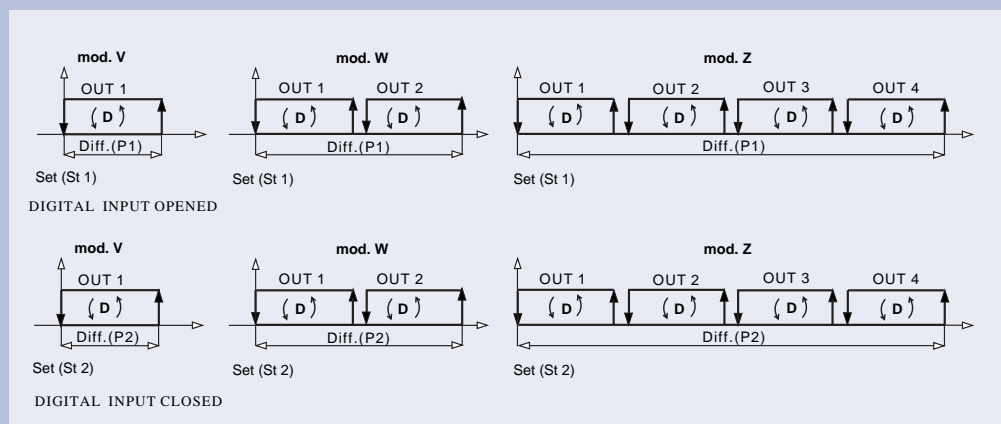 mod. V mod. W mod. Z
OUT 1 OUT 1 OUT 2 OUT 1 OUT 2 OUT 3 OUT 4
D D D D D D D
Diff.(P1) Diff.(P1) Diff.(P1)
Set (St 1) Set (St 1) Set (St 1)
DIGITAL INPUT OPENED
mod. V mod. W mod. Z
OUT 1 OUT 1 OUT 2 OUT 1 OUT 2 OUT 3 OUT 4
D D D D D D D
Diff.(P2) Diff.(P2) Diff.(P2)
Set (St 2) Set (St 2) Set (St 2)
DIGITAL INPUT CLOSED